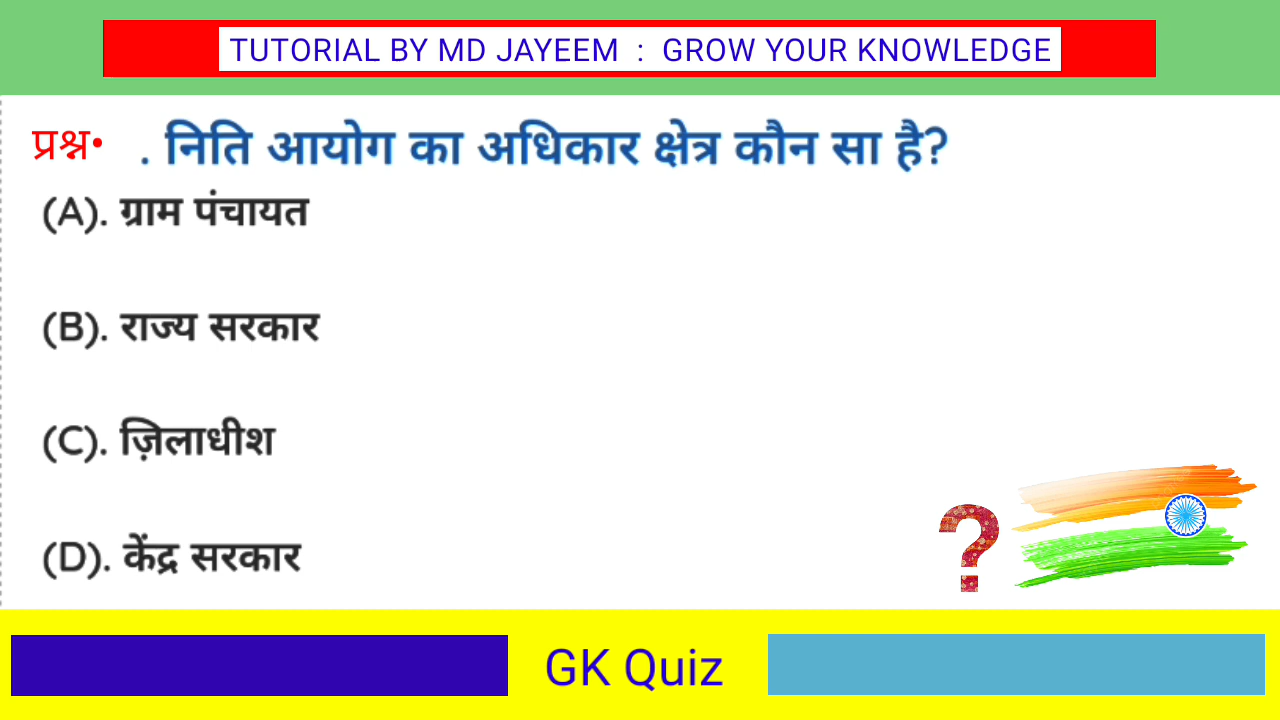 TUTORIAL BY MD JAYEEM : GROW YOUR KNOWLEDGE
प्रश्न• . निति आयोग का अधिकार क्षेत्र कौन सा है?
(A). ग्राम पंचायत
(B). राज्य सरकार
(C). ज़िलाधीश
(D). केंद्र सरकार
?
GK Quiz